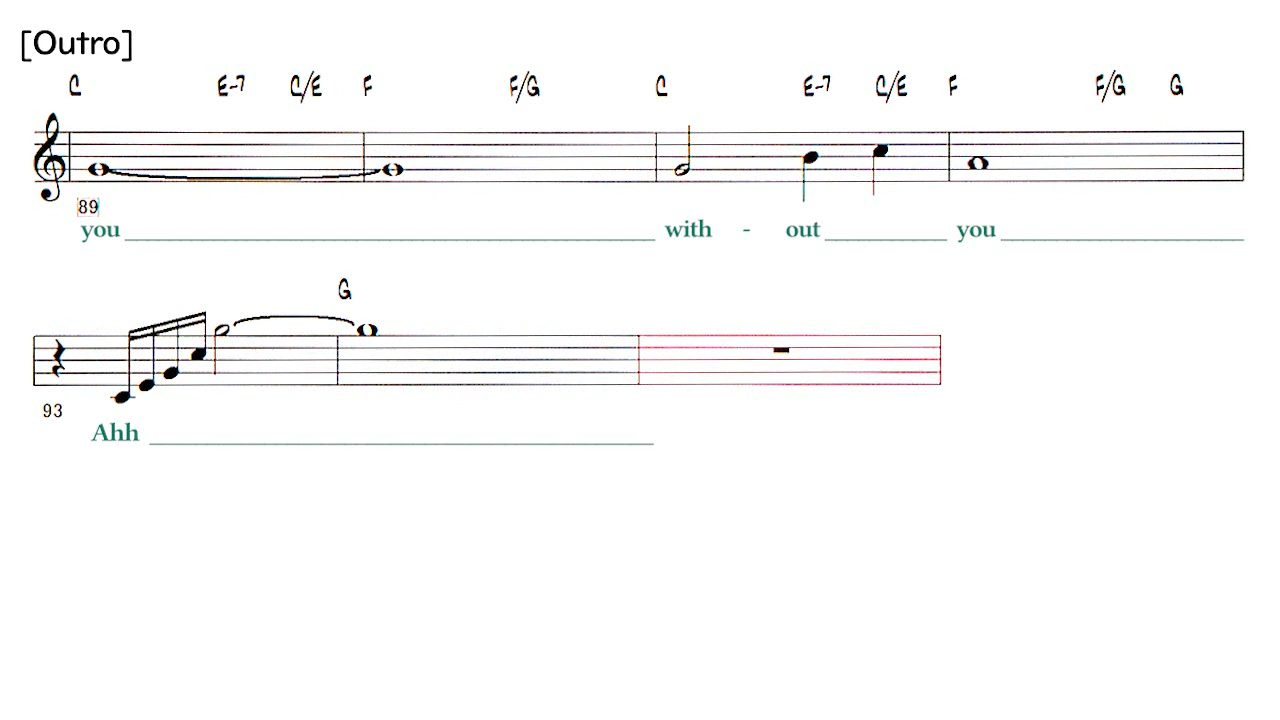 [Outro]
C E-7 C/E F F/G C E-7 C/E F F/G G
89
you with - out you
G
93
Ahh